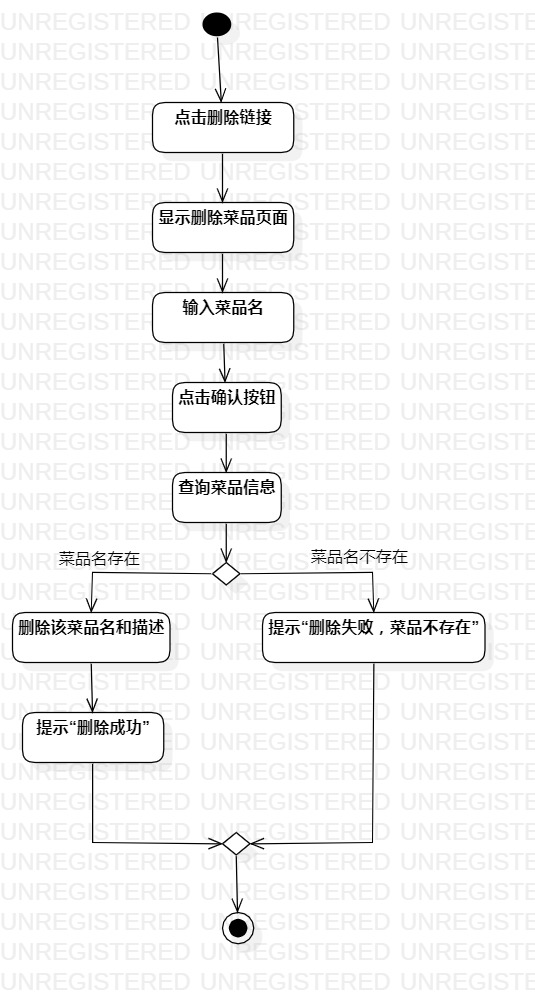 点击删除链接
显示删除菜品页面
输入菜品名
点击确认按钮
查询菜品信息
菜品名存在
菜品名不存在
删除该菜品名和描述
提示“删除失败，菜品不存在”
提示“删除成功”